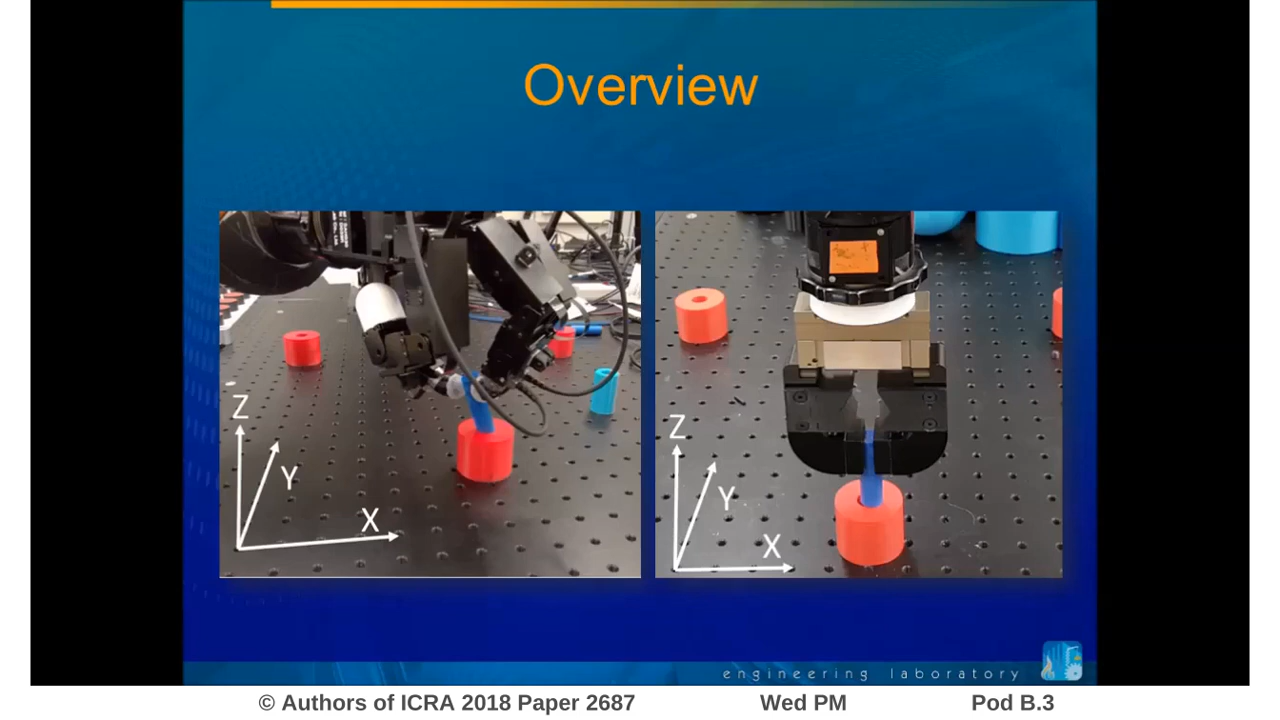 Overview
Z
Y
X
Z
Y
X
engineering laboratory
© Authors of ICRA 2018 Paper 2687 Wed PM Pod B.3